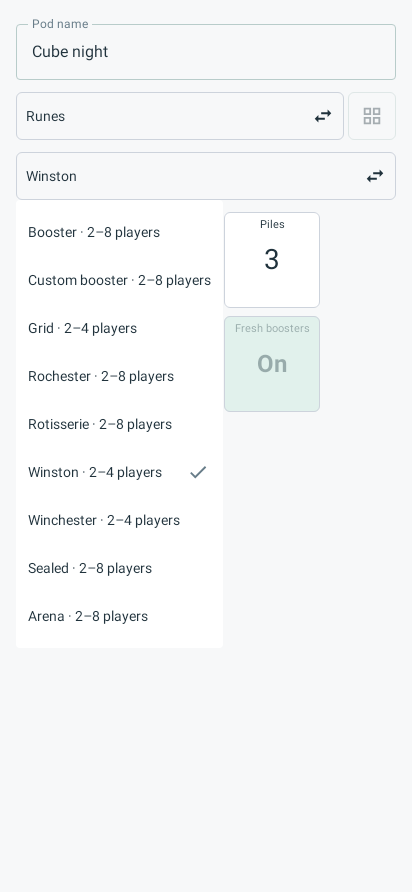 Pod name
Cube night
Runes
Winston
Booster · 2–8 players
Custom booster · 2–8 players
Grid · 2–4 players
Rochester · 2–8 players
Rotisserie · 2–8 players
Winston · 2–4 players
Winchester · 2–4 players
Sealed · 2–8 players
Arena · 2–8 players
Piles
3
Fresh boosters
On